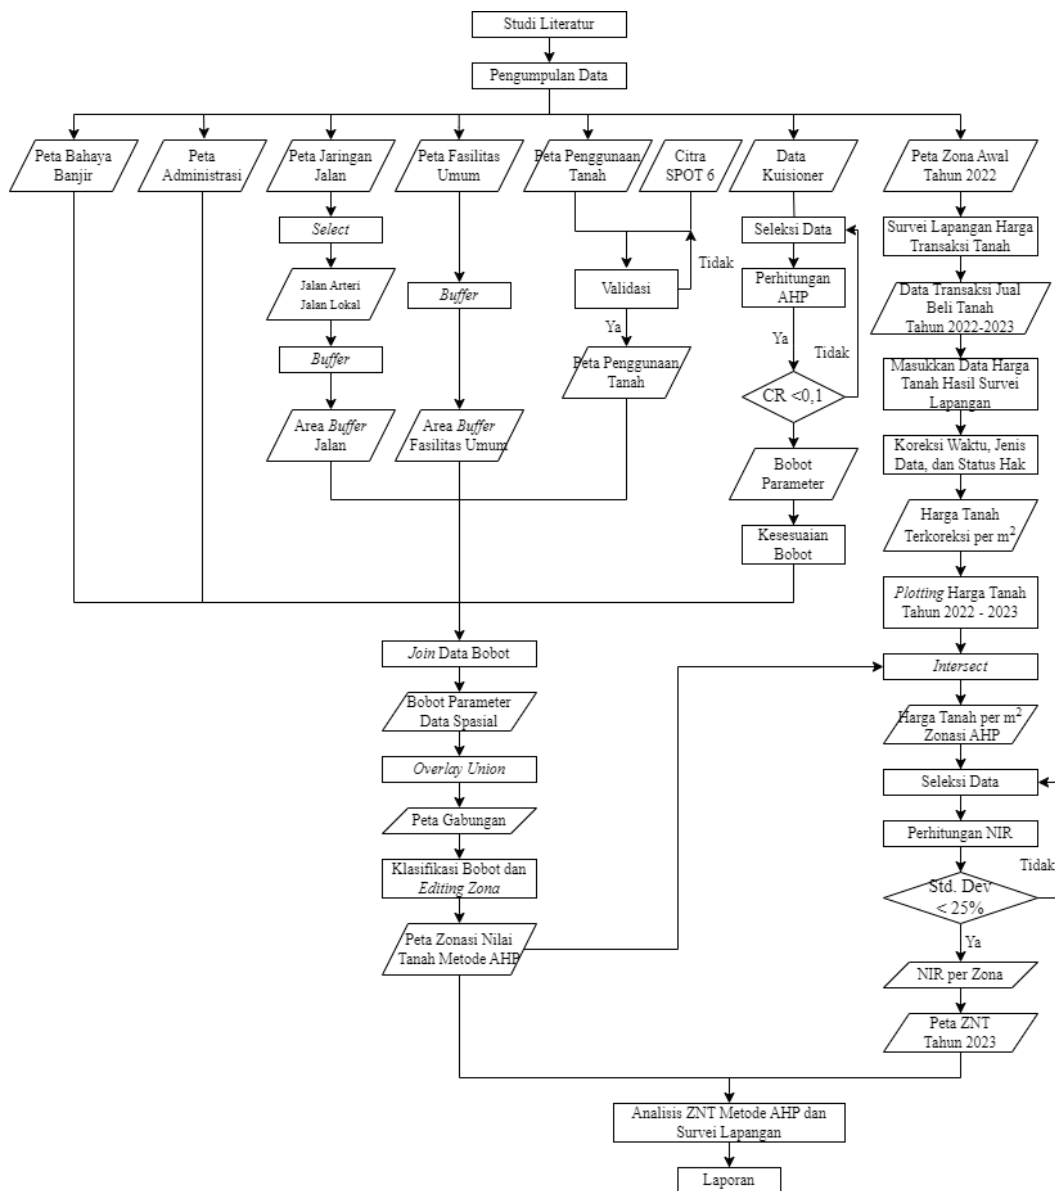 Studi Literatur
Pengumpulan Data
Peta Bahaya
Banjir
Peta
Administrasi
Peta Jaringan
Jalan
Peta Fasilitas
Umum
Peta Penggunaan
Tanah
Citra
SPOT 6
Data
Kuisioner
Peta Zona Awal
Tahun 2022
Select
Jalan Arteri
Jalan Lokal
Buffer
Area Buffer
Jalan
Buffer
Area Buffer
Fasilitas Umum
Validasi
Tidak
Ya
Peta Penggunaan
Tanah
Seleksi Data
Perhitungan
AHP
Ya
Tidak
CR <0,1
Bobot
Parameter
Kesesuaian
Bobot
Survei Lapangan Harga
Transaksi Tanah
Data Transaksi Jual
Beli Tanah
Tahun 2022-2023
Masukkan Data Harga
Tanah Hasil Survei
Lapangan
Koreksi Waktu, Jenis
Data, dan Status Hak
Harga Tanah
Terkoreksi per m²
Plotting Harga Tanah
Tahun 2022 - 2023
Intersect
Harga Tanah per m²
Zonasi AHP
Seleksi Data
Perhitungan NIR
Tidak
Std. Dev
< 25%
Ya
NIR per Zona
Peta ZNT
Tahun 2023
Join Data Bobot
Bobot Parameter
Data Spasial
Overlay Union
Peta Gabungan
Klasifikasi Bobot dan
Editing Zona
Peta Zonasi Nilai
Tanah Metode AHP
Analisis ZNT Metode AHP dan
Survei Lapangan
Laporan